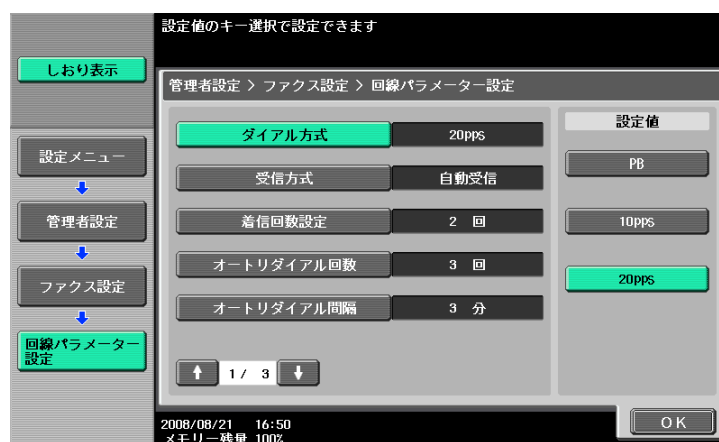 設定値のキー選択で設定できます
しおり表示
管理者設定 > ファクス設定 > 回線パラメーター設定
設定メニュー
管理者設定
ファクス設定
回線パラメーター
設定
ダイアル方式 20pps
受信方式 自動受信
着信回数設定 2 回
オートリダイアル回数 3 回
オートリダイアル間隔 3 分
↑ 1/ 3 ↓
設定値
PB
10pps
20pps
2008/08/21 16:50
メモリー残量 100%
OK